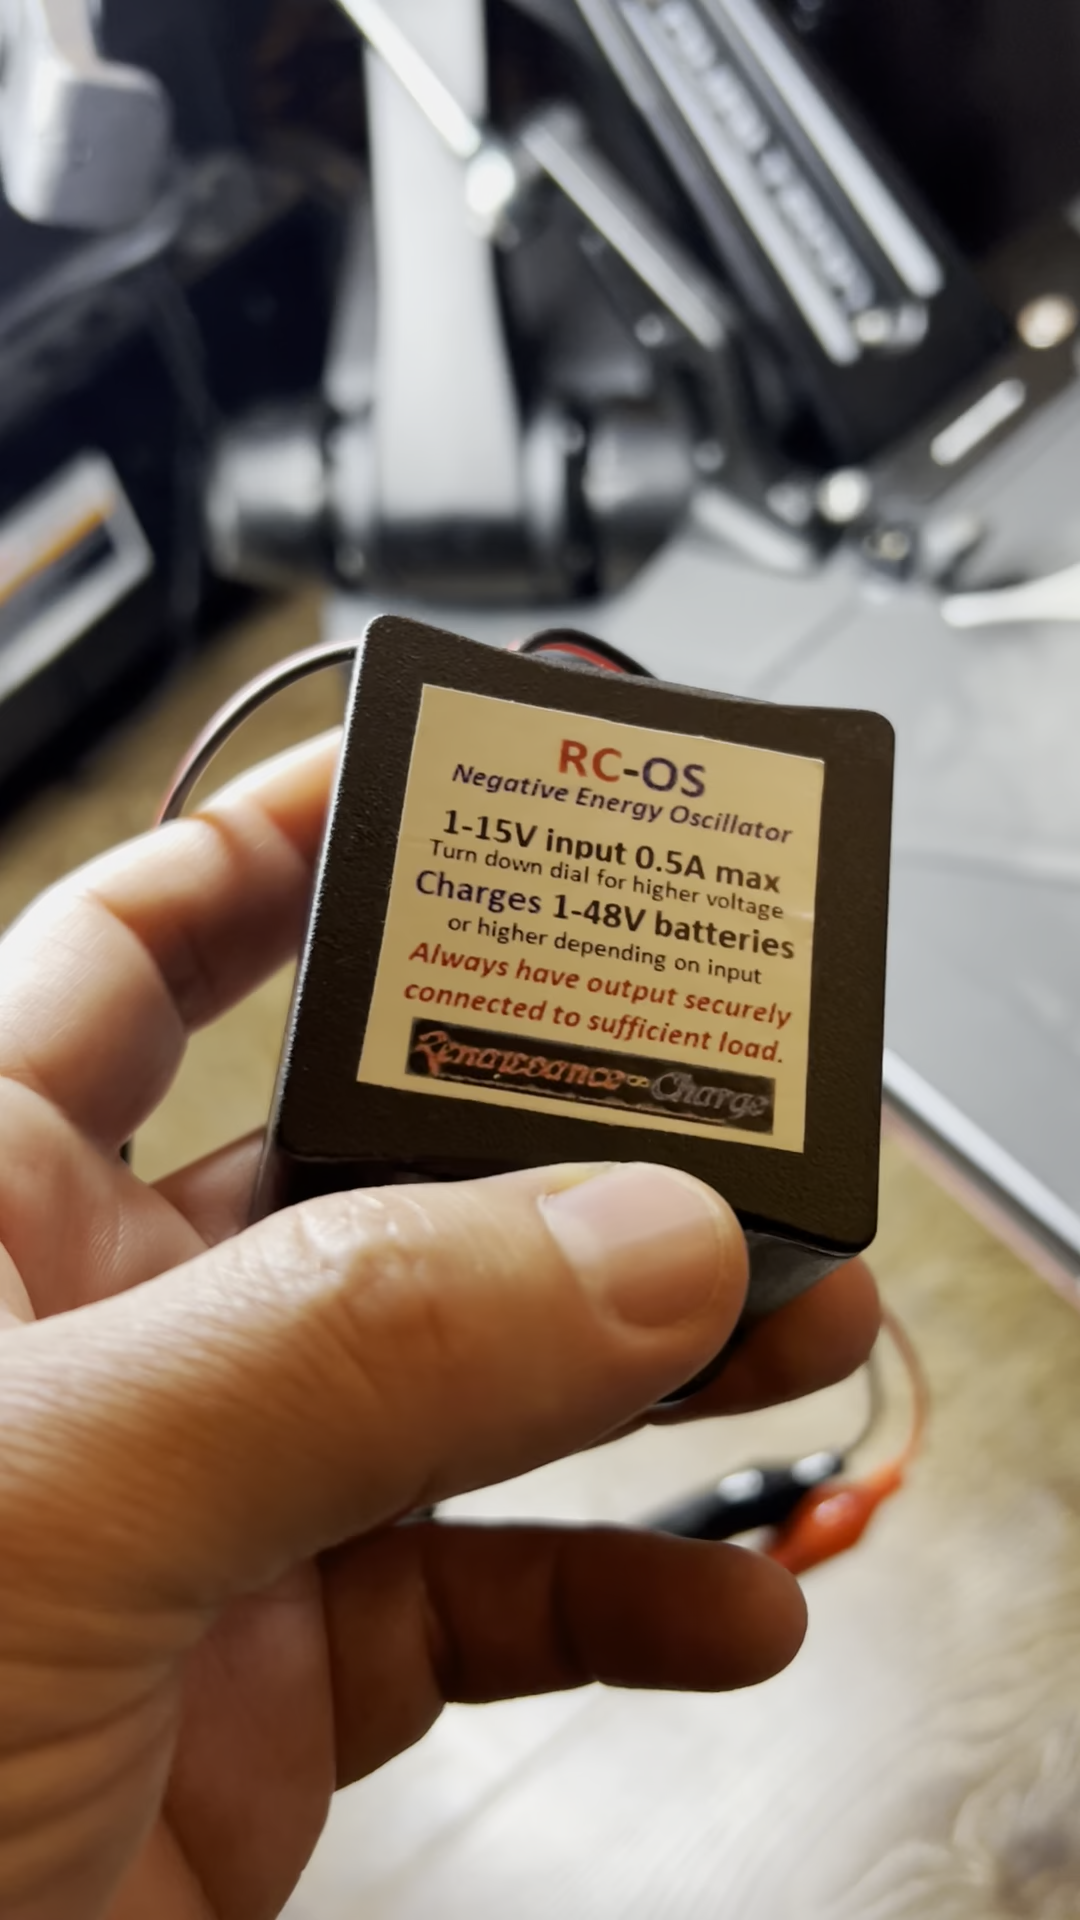 RC-OS
Negative Energy Oscillator
1-15V input 0.5A max
Turn down dial for higher voltage
Charges 1-48V batteries
or higher depending on input
Always have output securely
connected to sufficient load.
Renaissance∞Charge